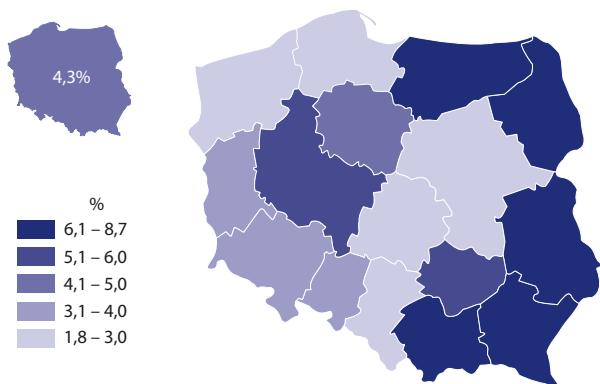 4,3%
%
6,1 – 8,7
5,1 – 6,0
4,1 – 5,0
3,1 – 4,0
1,8 – 3,0